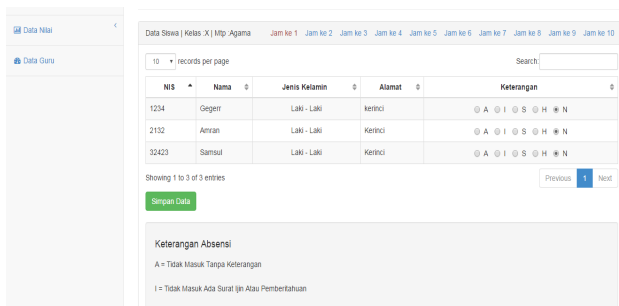 Data Nilai
Data Guru
Data Siswa | Kelas :X | Mtp :Agama Jam ke 1 Jam ke 2 Jam ke 3 Jam ke 4 Jam ke 5 Jam ke 6 Jam ke 7 Jam ke 8 Jam ke 9 Jam ke 10
10 records per page Search:
NIS Nama Jenis Kelamin Alamat Keterangan
1234 Gegerr Laki - Laki kerinci A I S H N
2132 Amran Laki - Laki Kerinci A I S H N
32423 Samsul Laki - Laki Kerinci A I S H N
Showing 1 to 3 of 3 entries Previous 1 Next
Simpan Data
Keterangan Absensi
A = Tidak Masuk Tanpa Keterangan
I = Tidak Masuk Ada Surat Ijin Atau Pemberitahuan